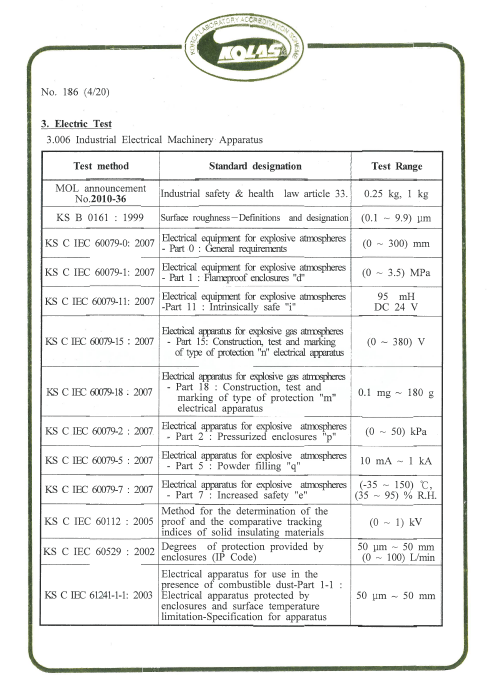 KOREA LABORATORY ACCREDITATION SCHEME
KOLAS
No. 186 (4/20)
3. Electric Test
3.006 Industrial Electrical Machinery Apparatus
Test method Standard designation Test Range
MOL announcement
No.2010-36
Industrial safety & health law article 33.
0.25 kg, 1 kg
KS B 0161 : 1999
Surface roughness－Definitions and designation
(0.1 ~ 9.9) μm
KS C IEC 60079-0: 2007
Electrical equipment for explosive atmospheres
- Part 0 : General requirements
(0 ~ 300) mm
KS C IEC 60079-1: 2007
Electrical equipment for explosive atmospheres
- Part 1 : Flameproof enclosures "d"
(0 ~ 3.5) MPa
KS C IEC 60079-11: 2007
Electrical equipment for explosive atmospheres
-Part 11 : Intrinsically safe "i"
95 mH
DC 24 V
KS C IEC 60079-15 : 2007
Electrical apparatus for explosive gas atmospheres
- Part 15: Construction, test and marking
of type of protection "n" electrical apparatus
(0 ~ 380) V
KS C IEC 60079-18 : 2007
Electrical apparatus for explosive gas atmospheres
- Part 18 : Construction, test and
marking of type of protection "m"
electrical apparatus
0.1 mg ~ 180 g
KS C IEC 60079-2 : 2007
Electrical apparatus for explosive atmospheres
- Part 2 : Pressurized enclosures "p"
(0 ~ 50) kPa
KS C IEC 60079-5 : 2007
Electrical apparatus for explosive atmospheres
- Part 5 : Powder filling "q"
10 mA ~ 1 kA
KS C IEC 60079-7 : 2007
Electrical apparatus for explosive atmospheres
- Part 7 : Increased safety "e"
(-35 ~ 150) ℃,
(35 ~ 95) % R.H.
KS C IEC 60112 : 2005
Method for the determination of the
proof and the comparative tracking
indices of solid insulating materials
(0 ~ 1) kV
KS C IEC 60529 : 2002
Degrees of protection provided by
enclosures (IP Code)
50 μm ~ 50 mm
(0 ~ 100) L/min
KS C IEC 61241-1-1: 2003
Electrical apparatus for use in the
presence of combustible dust-Part 1-1 :
Electrical apparatus protected by
enclosures and surface temperature
limitation-Specification for apparatus
50 μm ~ 50 mm